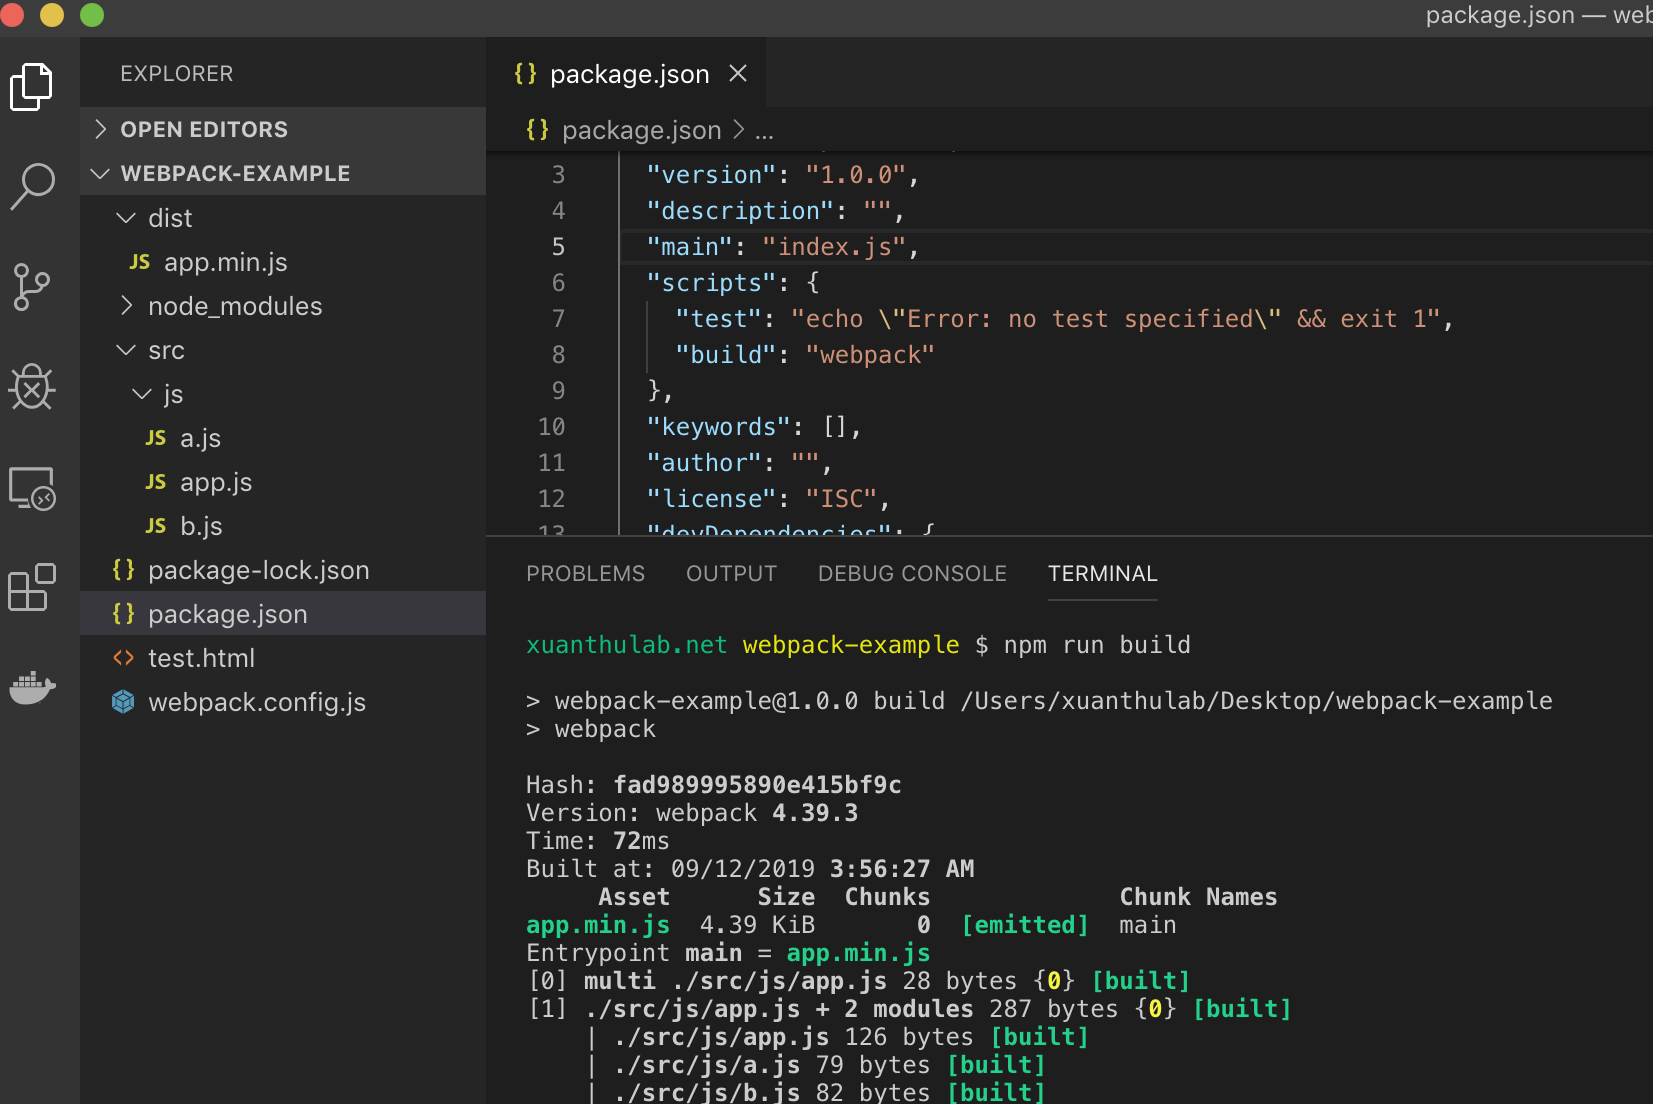 package.json — web
EXPLORER
OPEN EDITORS
WEBPACK-EXAMPLE
dist
JS app.min.js
node_modules
src
js
JS a.js
JS app.js
JS b.js
{} package-lock.json
{} package.json
<> test.html
webpack.config.js
{} package.json ×
{} package.json > ...
3 "version": "1.0.0",
4 "description": "",
5 "main": "index.js",
6 "scripts": {
7 "test": "echo \"Error: no test specified\" && exit 1",
8 "build": "webpack"
9 },
10 "keywords": [],
11 "author": "",
12 "license": "ISC",
13 "devDependencies": {
PROBLEMS OUTPUT DEBUG CONSOLE TERMINAL
xuanthulab.net webpack-example $ npm run build
> webpack-example@1.0.0 build /Users/xuanthulab/Desktop/webpack-example
> webpack
Hash: fad989995890e415bf9c
Version: webpack 4.39.3
Time: 72ms
Built at: 09/12/2019 3:56:27 AM
Asset Size Chunks Chunk Names
app.min.js 4.39 KiB 0 [emitted] main
Entrypoint main = app.min.js
[0] multi ./src/js/app.js 28 bytes {0} [built]
[1] ./src/js/app.js + 2 modules 287 bytes {0} [built]
| ./src/js/app.js 126 bytes [built]
| ./src/js/a.js 79 bytes [built]
| ./src/js/b.js 82 bytes [built]